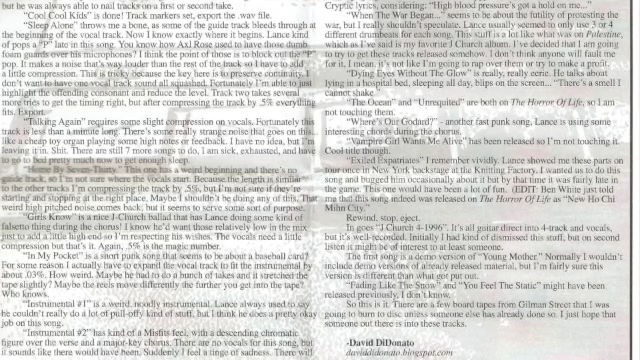 but he was always able to nail tracks on a first or second take.
"Cool Cool Kids" is done! Track markers set, export the .wav file.
"Sleep Alone" throws me a bone, as some of the guide track bleeds through at
the beginning of the vocal track. Now I know exactly where it begins. Lance kind
of pops a "P" late in this song. You know how Axl Rose used to have those dumb
foam guards over his microphones? I think the point of those is to block out the "P"
pop. It makes a noise that's way louder than the rest of the track so I have to add
a little compression. This is tricky because the key here is to preserve continuity. I
don't want to have one vocal track sound all squashed. Fortunately I'm able to just
highlight the offending consonant and reduce the level. Track two takes several
more tries to get the timing right, but after compressing the track by .5% everything
fits. Export.
"Talking Again" requires some slight compression on vocals. Fortunately this
track is less than a minute long. There's some really strange noise that goes on this...
like a cheap toy organ playing some high notes or feedback. I have no idea, but I'm
leaving it in. Shit. There are still 7 more songs to do, I am sick, exhausted, and have
to go to bed pretty much now to get enough sleep.
"Home By Seven-Thirty." This one has a weird beginning and there's no
guide track, so I'm not sure where the vocals start. Because the length is similar
to the other tracks I'm compressing the track by .5%, but I'm not sure if they're
starting and stopping at the right place. Maybe I shouldn't be doing any of this. That
weird high pitched noise comes back, but it seems to serve some sort of purpose.
"Girls Know" is a nice J-Church ballad that has Lance doing some kind of
falsetto thing during the chorus! I know he'd want those relatively low in the mix
just to add a little high-end so I'm respecting his wishes. The vocals need a little
compression but that's it. Again, .5% is the magic number.
"In My Pocket" is a short punk song that seems to be about a baseball card?
For some reason I actually have to expand the vocal track to fit the instrumental by
about .03%. How weird. Maybe he had to do a bunch of takes and it stretched the
tape slightly? Maybe the reels move differently the further you get into the tape?
Who knows.
"Instrumental #1" is a weird, noodly instrumental. Lance always used to say
he couldn't really do a lot of pull-offy kind of stuff, but I think he does a pretty okay
job on this song.
"Instrumental #2" has kind of a Misfits feel, with a descending chromatic
figure over the verse and a major-key chorus. There are no vocals for this song, but
it sounds like there would have been. Suddenly I feel a tinge of sadness. There will
Cryptic lyrics, considering: "High blood pressure's got a hold on me..."
"When The War Began..." seems to be about the futility of protesting the
war, but I really shouldn't speculate. Lance usually seemed to only use 3 or 4
different drumbeats for each song. This stuff is a lot like what was on Palestine,
which as I've said is my favorite J Church album. I've decided that I am going
to try to get these tracks released somehow. I don't think anyone will fault me
for it, I mean, it's not like I'm going to rap over them or try to make a profit.
"Dying Eyes Without The Glow" is really, really eerie. He talks about
lying in a hospital bed, sleeping all day, blips on the screen... "There's a smell I
cannot shake."
"The Ocean" and "Unrequited" are both on The Horror Of Life, so I am
not touching them.
"Where's Our Godard?" - another fast punk song, Lance is using some
interesting chords during the chorus.
"Vampire Girl Wants Me Alive" has been released so I'm not touching it.
Cool title though.
"Exiled Expatriates" I remember vividly. Lance showed me these parts on
tour once in New York backstage at the Knitting Factory. I wanted us to do this
song and bugged him occasionally about it but by that time it was fairly late in
the game. This one would have been a lot of fun. (EDIT: Ben White just told
me that this song indeed was released on The Horror Of Life as "New Ho Chi
Mihn City."
Rewind, stop, eject.
In goes "J Church 4-1996". It's all guitar direct into 4-track and vocals,
but it's well-recorded. Initially I had kind of dismissed this stuff, but on second
listen it might be of interest to at least someone.
The first song is a demo version of "Young Mother." Normally I wouldn't
include demo versions of already released material, but I'm fairly sure this
version is different than what got put out.
"Fading Like The Snow" and "You Feel The Static" might have been
released previously, I don't know.
So this is it. There are a few board tapes from Gilman Street that I was
going to burn to disc unless someone else has already done so. I just hope that
someone out there is into these tracks.
-David DiDonato
daviddidonato.blogspot.com